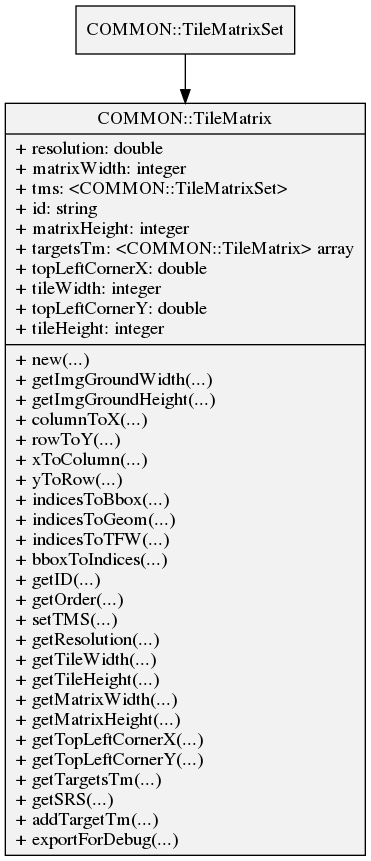 COMMON::TileMatrixSet
COMMON::TileMatrix
+ resolution: double
+ matrixWidth: integer
+ tms: <COMMON::TileMatrixSet>
+ id: string
+ matrixHeight: integer
+ targetsTm: <COMMON::TileMatrix> array
+ topLeftCornerX: double
+ tileWidth: integer
+ topLeftCornerY: double
+ tileHeight: integer
+ new(...)
+ getImgGroundWidth(...)
+ getImgGroundHeight(...)
+ columnToX(...)
+ rowToY(...)
+ xToColumn(...)
+ yToRow(...)
+ indicesToBbox(...)
+ indicesToGeom(...)
+ indicesToTFW(...)
+ bboxToIndices(...)
+ getID(...)
+ getOrder(...)
+ setTMS(...)
+ getResolution(...)
+ getTileWidth(...)
+ getTileHeight(...)
+ getMatrixWidth(...)
+ getMatrixHeight(...)
+ getTopLeftCornerX(...)
+ getTopLeftCornerY(...)
+ getTargetsTm(...)
+ getSRS(...)
+ addTargetTm(...)
+ exportForDebug(...)